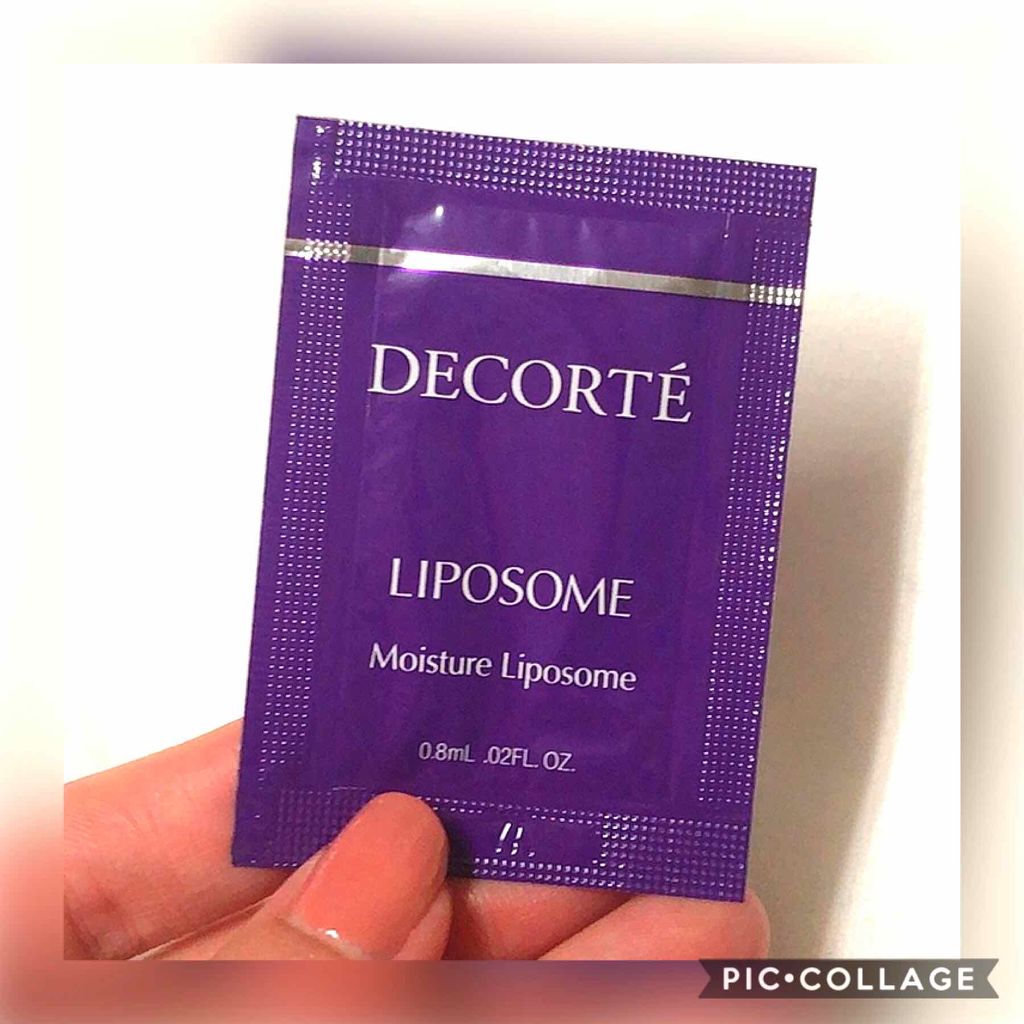 DECORTÉ
LIPOSOME
Moisture Liposome
0.8mL .02FL. OZ.
PIC•COLLAGE